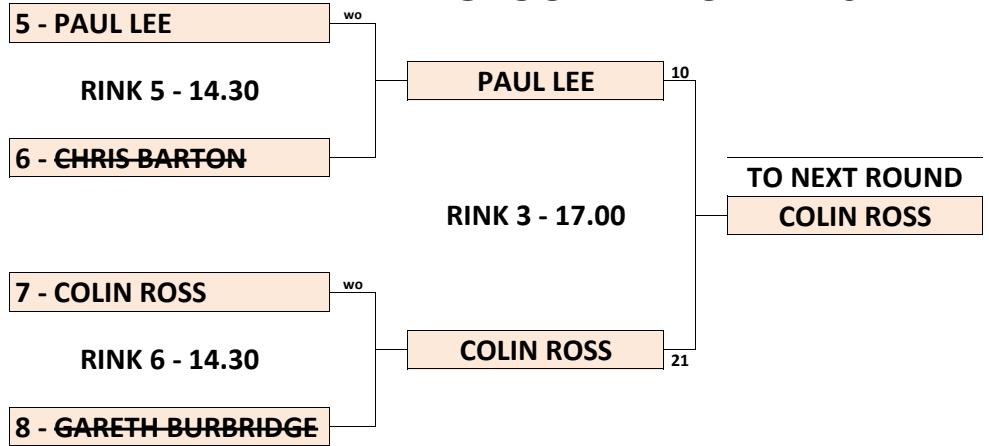 5 - PAUL LEE
wo
RINK 5 - 14.30
PAUL LEE
10
6 - CHRIS BARTON
TO NEXT ROUND
RINK 3 - 17.00
COLIN ROSS
7 - COLIN ROSS
wo
RINK 6 - 14.30
COLIN ROSS
21
8 - GARETH BURBRIDGE